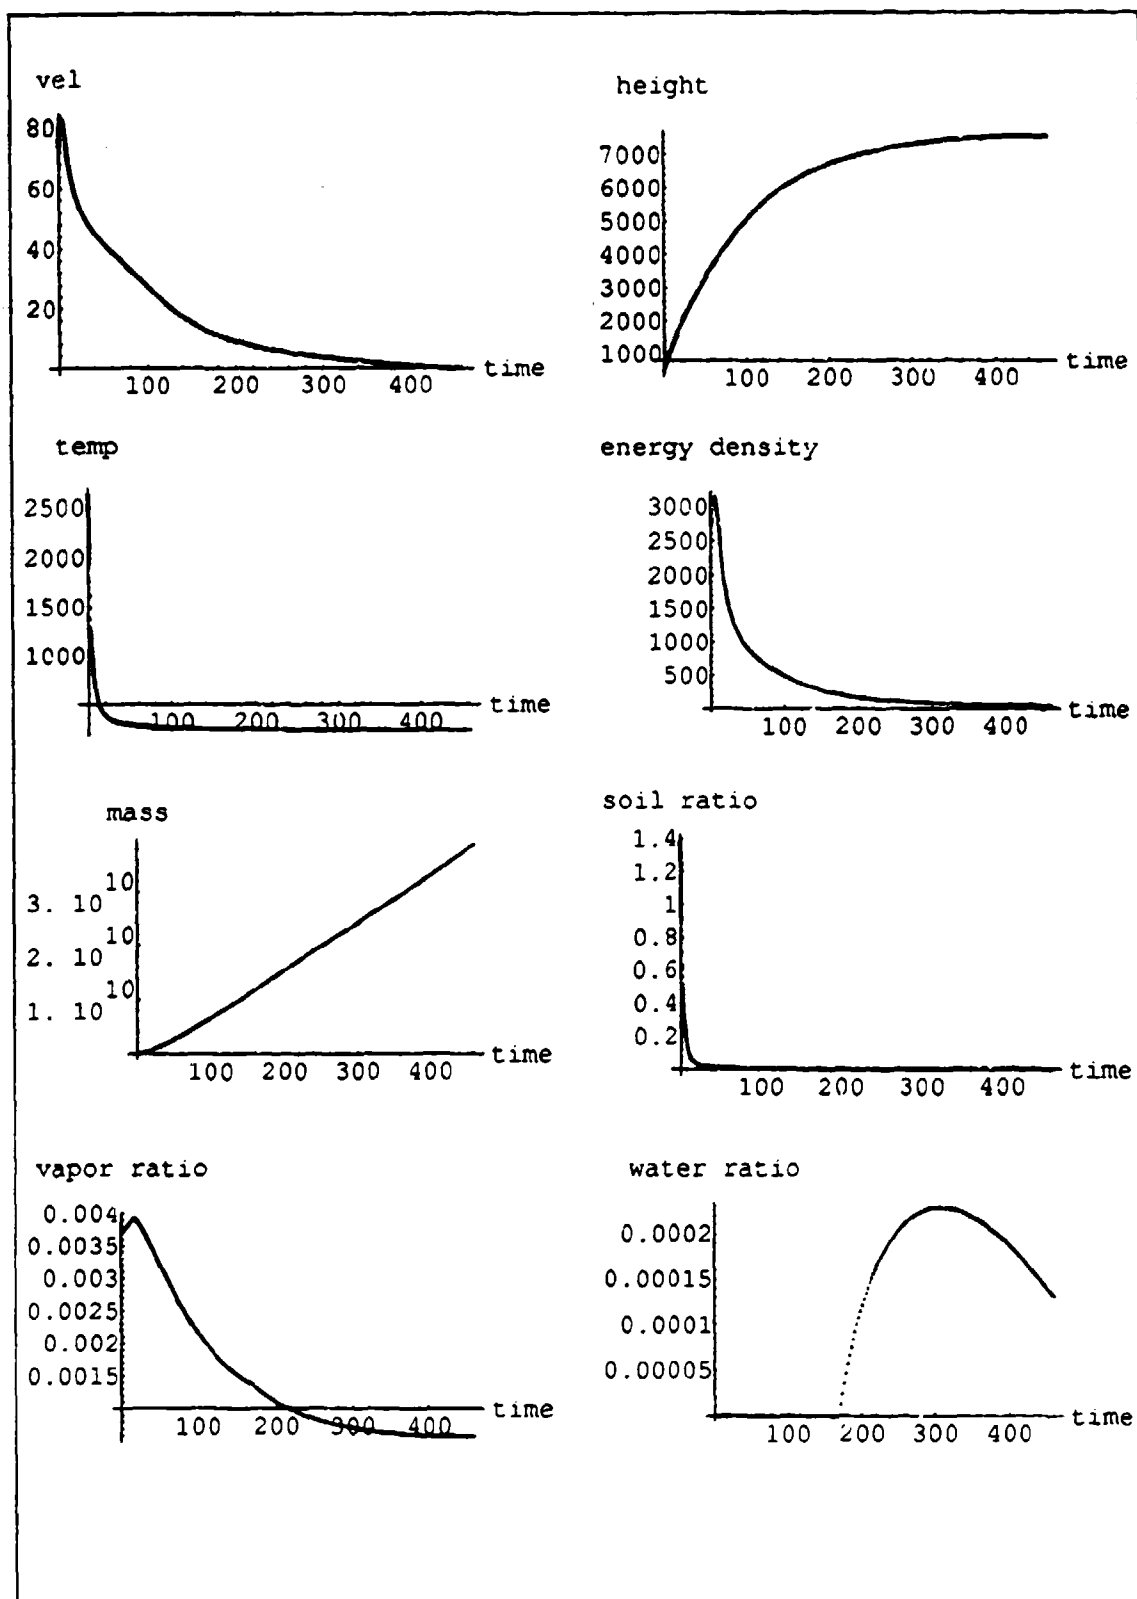 vel
80
60
40
20
100 200 300 400 time
height
7000
6000
5000
4000
3000
2000
1000
100 200 300 400 time
temp
2500
2000
1500
1000
100 200 300 400 time
energy density
3000
2500
2000
1500
1000
500
100 200 300 400 time
mass
3. 10^10
2. 10^10
1. 10^10
100 200 300 400 time
soil ratio
1.4
1.2
1
0.8
0.6
0.4
0.2
100 200 300 400 time
vapor ratio
0.004
0.0035
0.003
0.0025
0.002
0.0015
100 200 300 400 time
water ratio
0.0002
0.00015
0.0001
0.00005
100 200 300 400 time